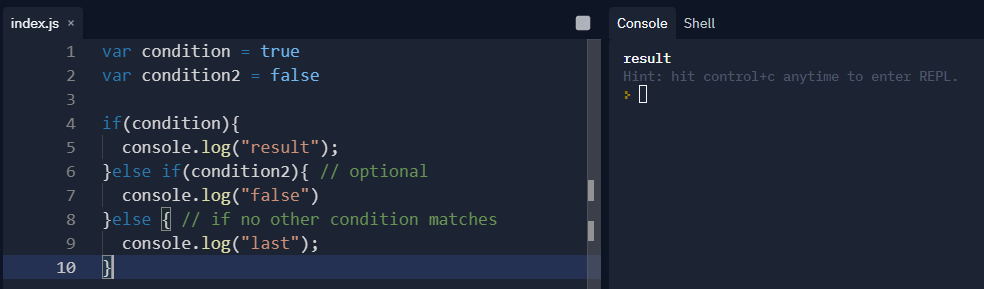 index.js ×
Console Shell
1 var condition = true
2 var condition2 = false
3
4 if(condition){
5   console.log("result");
6 }else if(condition2){ // optional
7   console.log("false")
8 }else { // if no other condition matches
9   console.log("last");
10 }
result
Hint: hit control+c anytime to enter REPL.
>